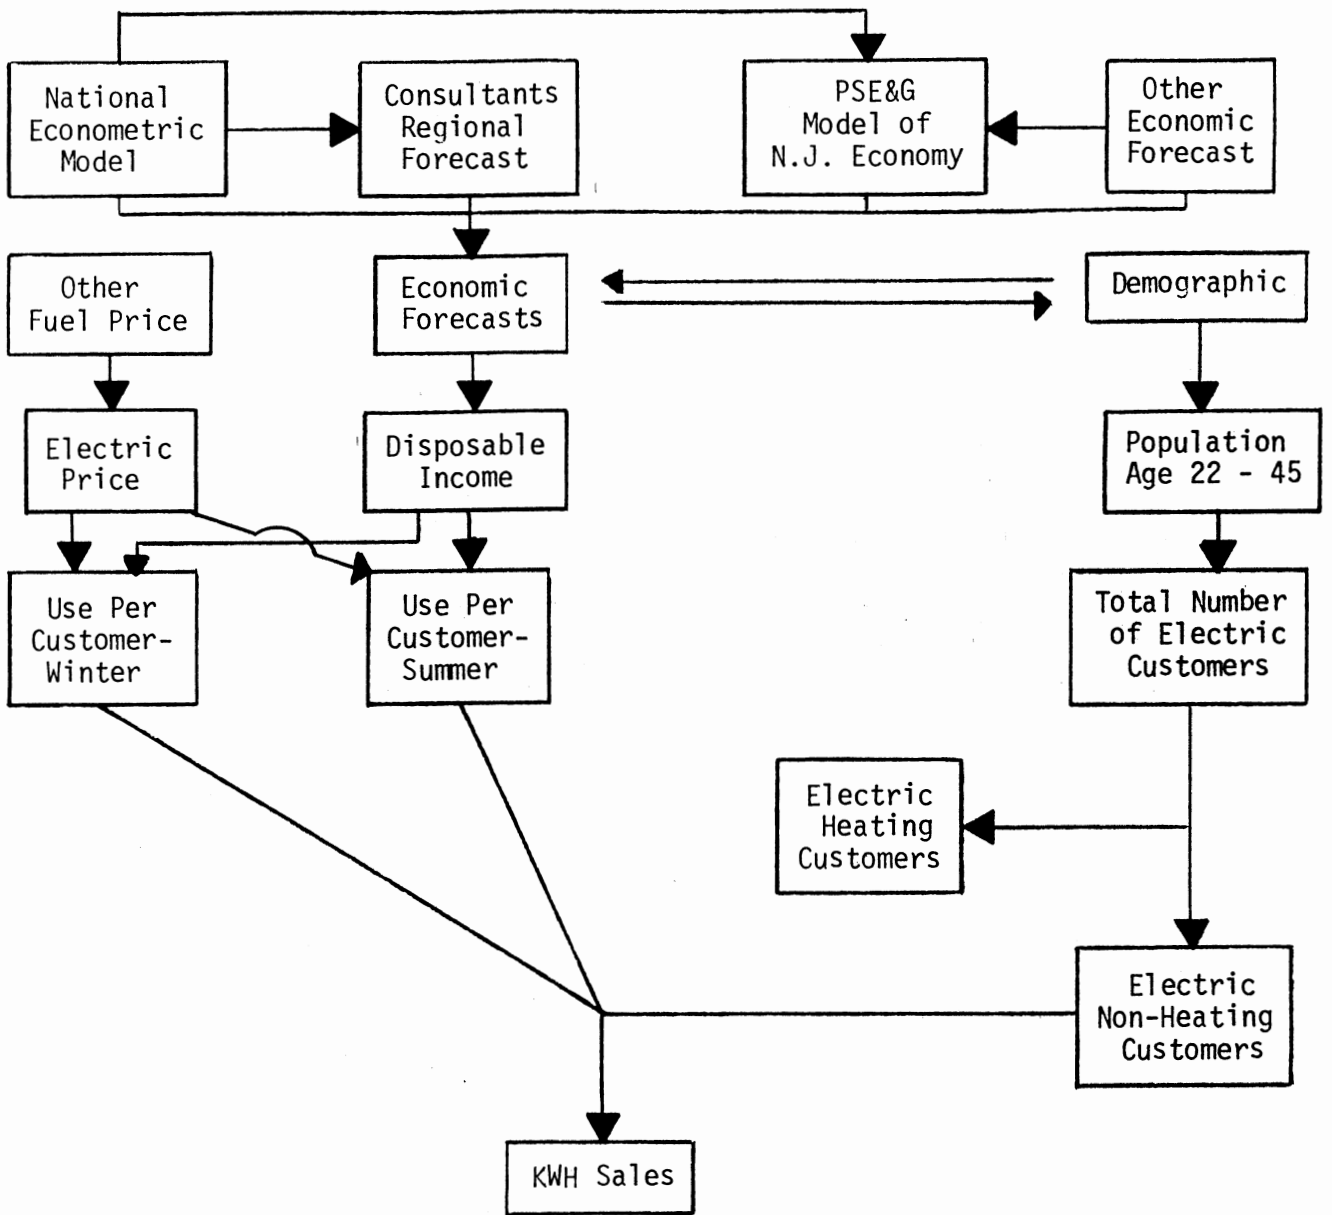 National
Econometric
Model
Consultants
Regional
Forecast
PSE&G
Model of
N.J. Economy
Other
Economic
Forecast
Other
Fuel Price
Economic
Forecasts
Demographic
Electric
Price
Disposable
Income
Population
Age 22 - 45
Use Per
Customer-
Winter
Use Per
Customer-
Summer
Total Number
of Electric
Customers
Electric
Heating
Customers
Electric
Non-Heating
Customers
KWH Sales